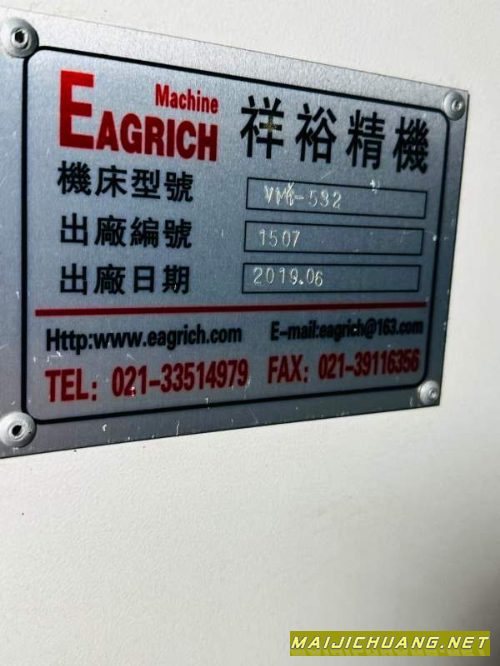 Machine
EAGRICH 祥裕精機
機床型號 VMC-532
出廠編號 1507
出廠日期 2019.06
Http:www.eagrich.com E-mail:eagrich@163.com
TEL: 021-33514979 FAX: 021-39116356
MAIJICHUANG.NET